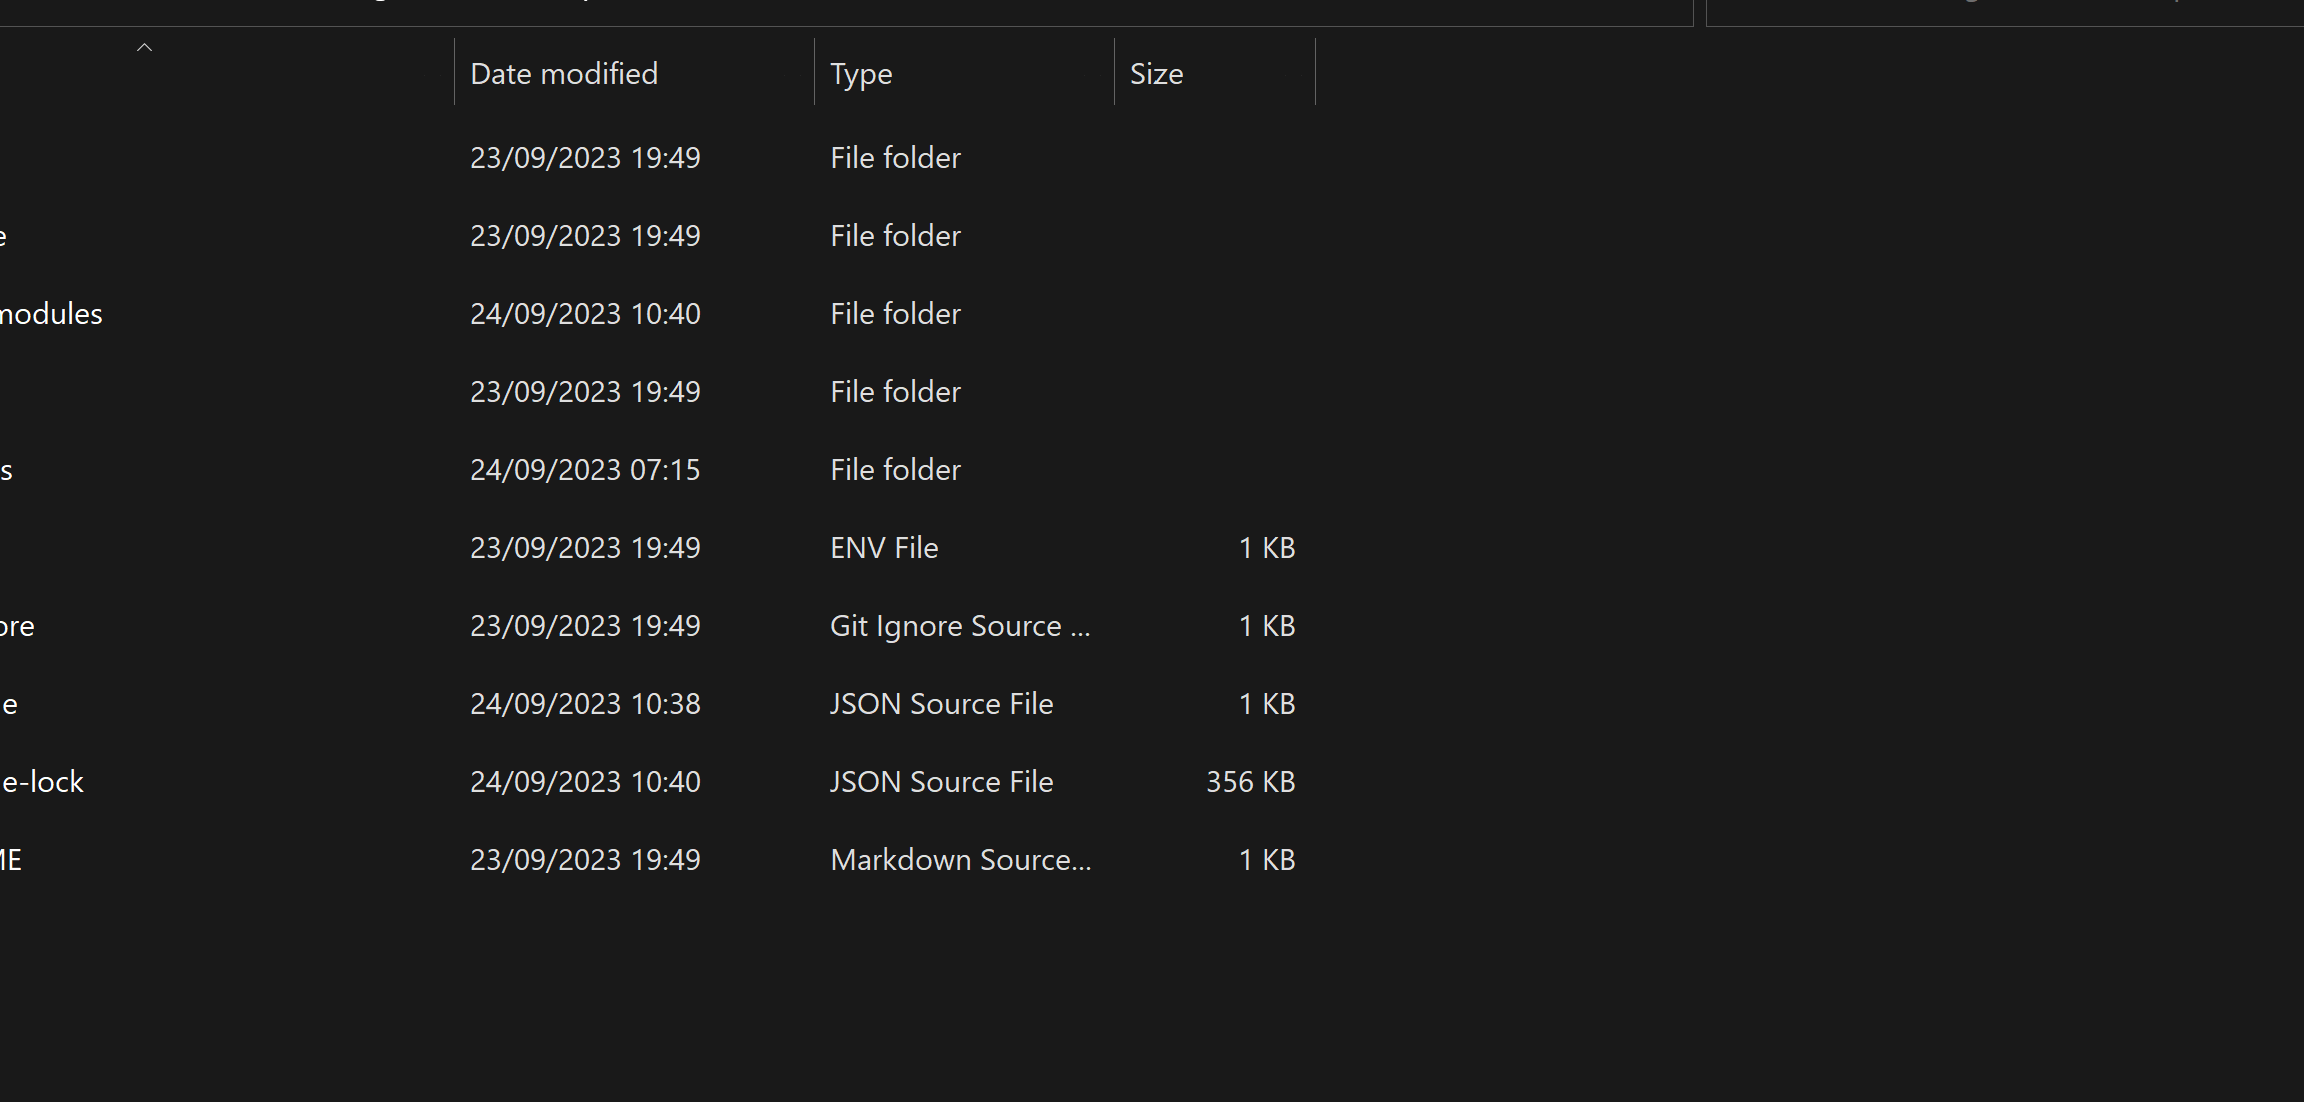 Date modified Type Size
23/09/2023 19:49 File folder
e 23/09/2023 19:49 File folder
modules 24/09/2023 10:40 File folder
23/09/2023 19:49 File folder
s 24/09/2023 07:15 File folder
23/09/2023 19:49 ENV File 1 KB
ore 23/09/2023 19:49 Git Ignore Source ... 1 KB
e 24/09/2023 10:38 JSON Source File 1 KB
e-lock 24/09/2023 10:40 JSON Source File 356 KB
ME 23/09/2023 19:49 Markdown Source... 1 KB